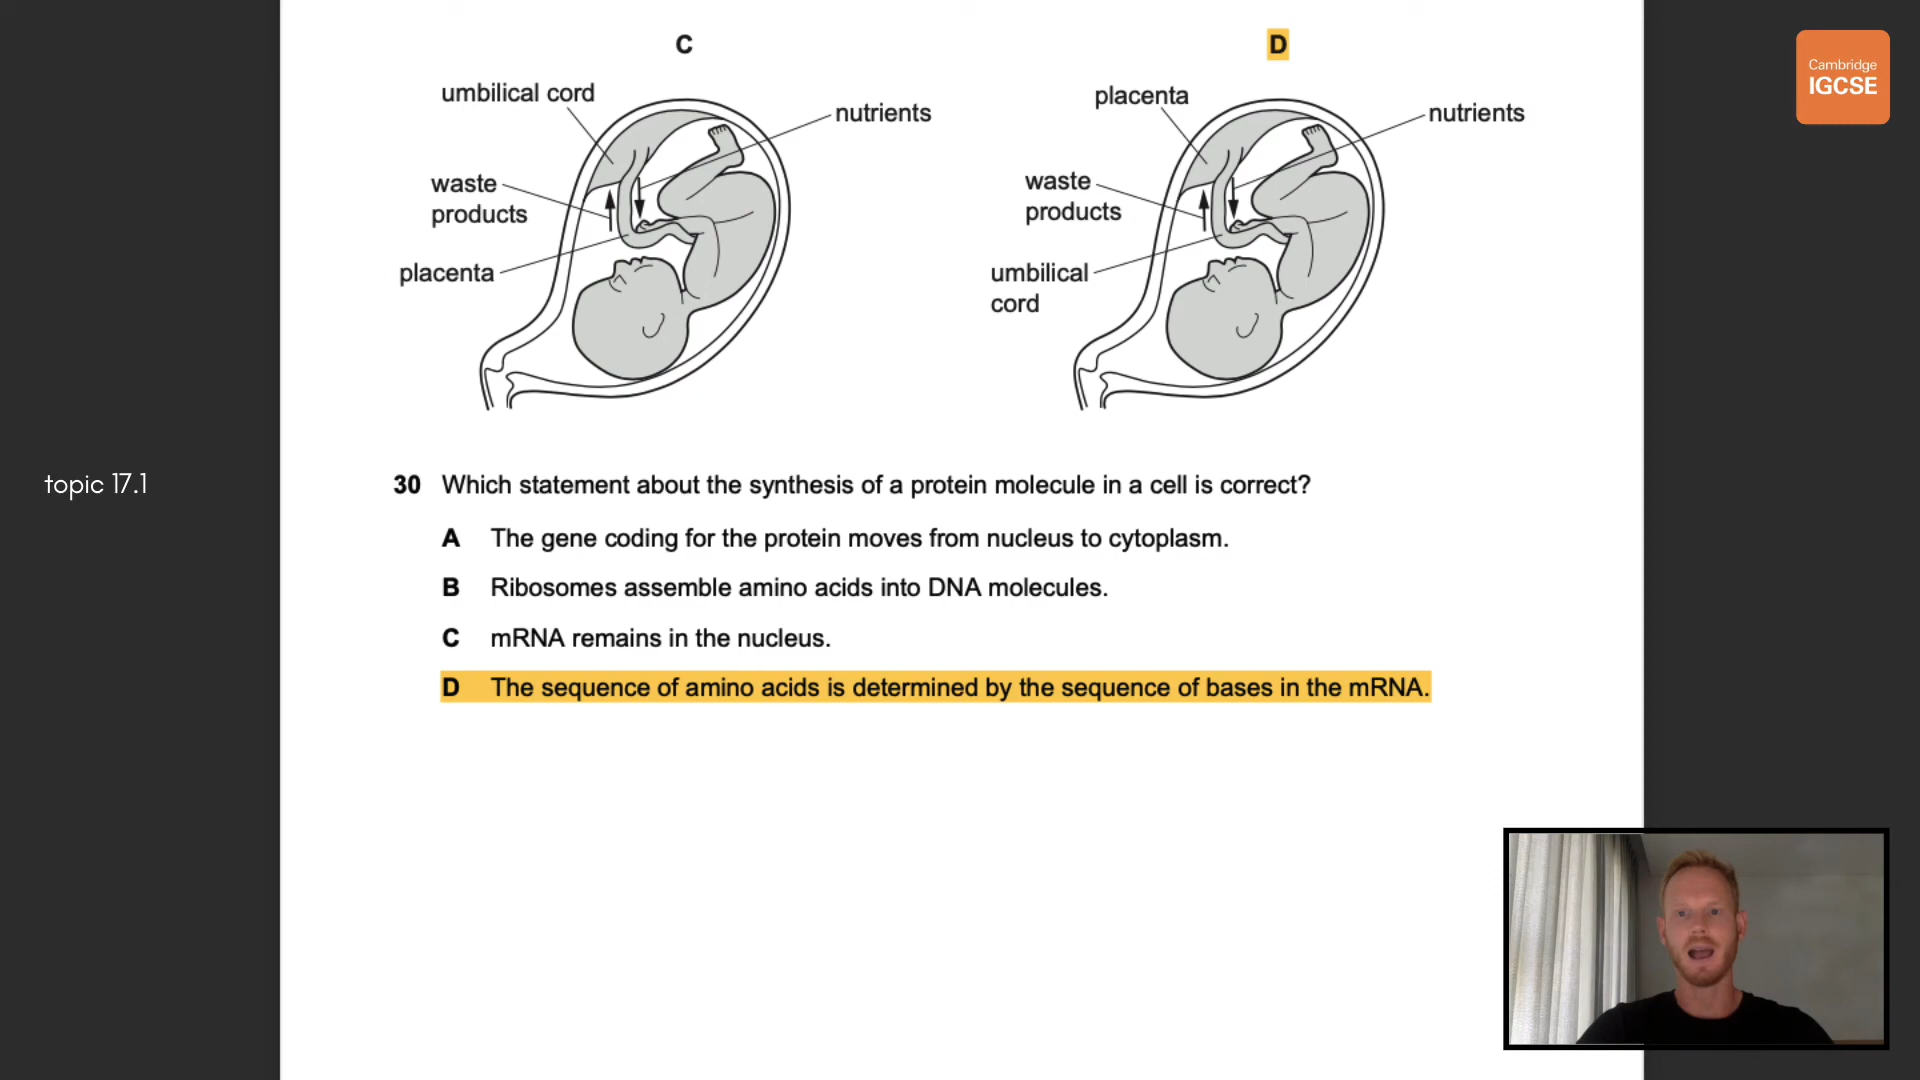 C
D
umbilical cord
nutrients
waste
products
placenta
placenta
nutrients
waste
products
umbilical
cord
Cambridge
IGCSE
topic 17.1
30 Which statement about the synthesis of a protein molecule in a cell is correct?
A The gene coding for the protein moves from nucleus to cytoplasm.
B Ribosomes assemble amino acids into DNA molecules.
C mRNA remains in the nucleus.
D The sequence of amino acids is determined by the sequence of bases in the mRNA.